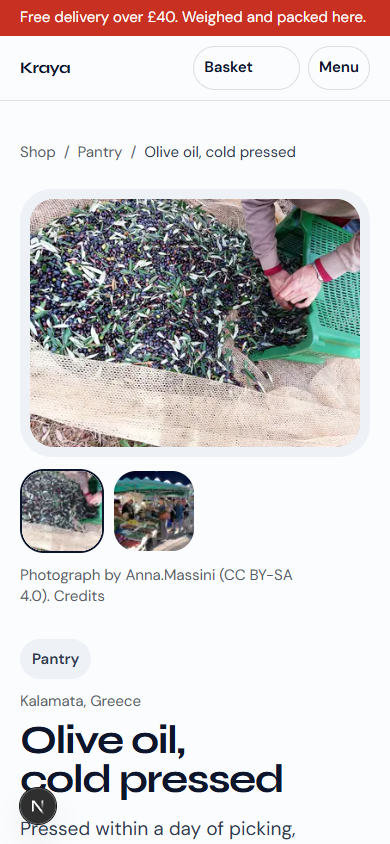 Free delivery over £40. Weighed and packed here.
Kraya
Basket
Menu
Shop / Pantry / Olive oil, cold pressed
Photograph by Anna.Massini (CC BY-SA
4.0). Credits
Pantry
Kalamata, Greece
Olive oil,
cold pressed
N
Pressed within a day of picking,